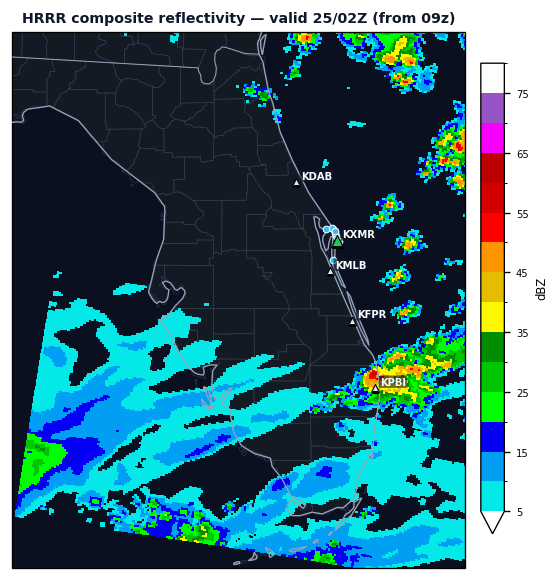 HRRR composite reflectivity — valid 25/02Z (from 09z)
KDAB
KXMR
KMLB
KFPR
KPBI
75
65
55
45
35
25
15
5
dBZ